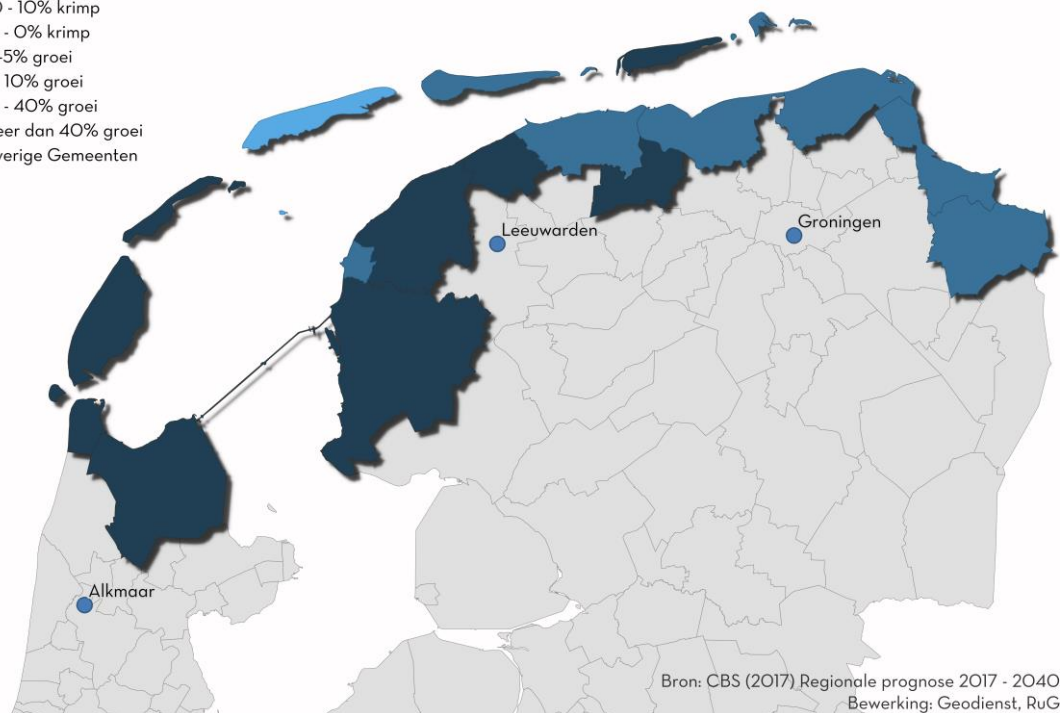 - 10% krimp
- 0% krimp
-5% groei
10% groei
- 40% groei
eer dan 40% groei
verige Gemeenten
Leeuwarden
Groningen
Alkmaar
Bron: CBS (2017) Regionale prognose 2017 - 2040
Bewerking: Geodienst, RuG